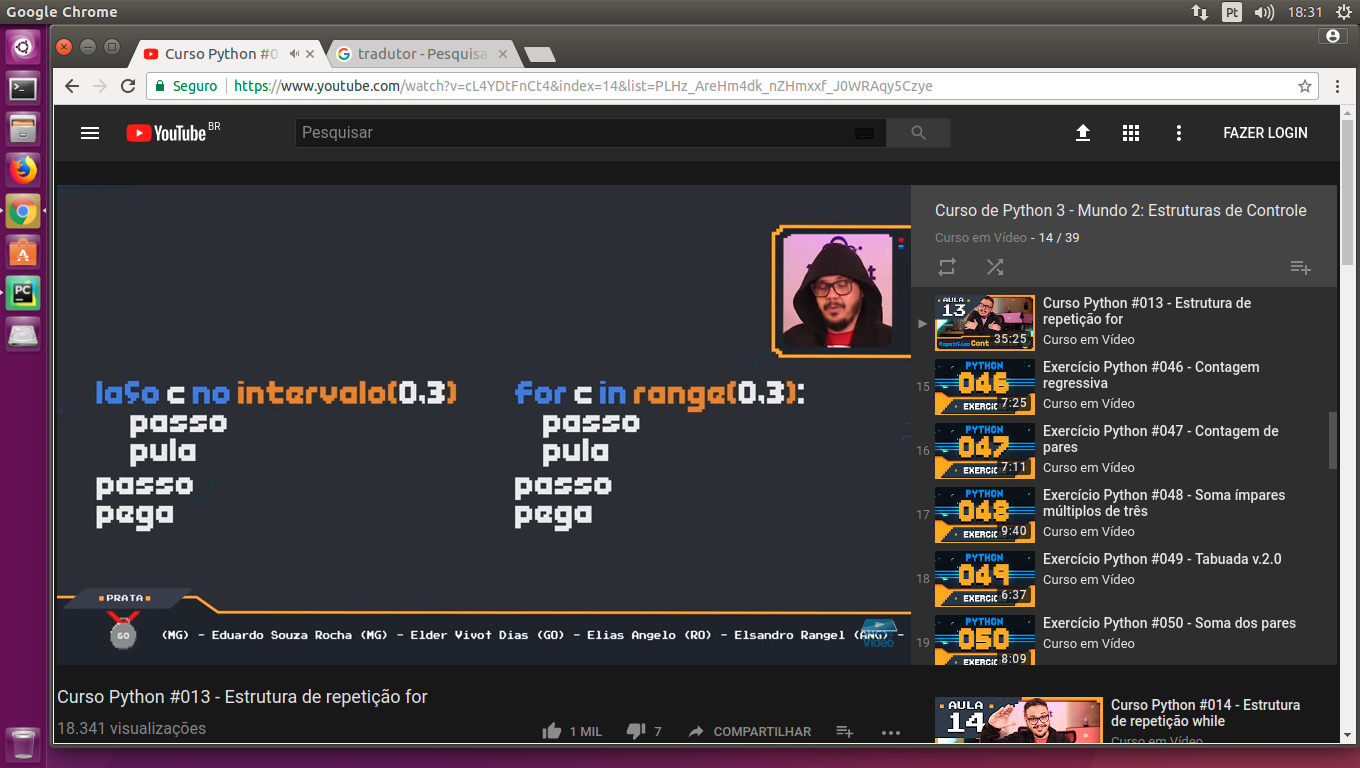 Google Chrome
Pt
18:31
Curso Python #0
tradutor - Pesquisa
Seguro
https://www.youtube.com/watch?v=cL4YDtFnCt4&index=14&list=PLHz_AreHm4dk_nZHmxxf_J0WRAqy5Czye
YouTube BR
Pesquisar
FAZER LOGIN
laço c no intervalo(0,3)
passo
pula
passo
pega
for c in range(0,3):
passo
pula
passo
pega
PRATA
GO
(MG) - Eduardo Souza Rocha (MG) - Elder Vivot Dias (GO) - Elias Angelo (RO) - Elsandro Rangel (ANG) -
Vídeo
Curso de Python 3 - Mundo 2: Estruturas de Controle
Curso em Vídeo - 14 / 39
AULA
13
35:25
Curso Python #013 - Estrutura de
repetição for
Curso em Vídeo
15
PYTHON
046
EXERCÍC
7:25
Exercício Python #046 - Contagem
regressiva
Curso em Vídeo
16
PYTHON
047
EXERCÍC
7:11
Exercício Python #047 - Contagem de
pares
Curso em Vídeo
17
PYTHON
048
EXERCÍC
9:40
Exercício Python #048 - Soma ímpares
múltiplos de três
Curso em Vídeo
18
PYTHON
049
EXERCÍC
6:37
Exercício Python #049 - Tabuada v.2.0
Curso em Vídeo
19
PYTHON
050
EXERCÍC
8:09
Exercício Python #050 - Soma dos pares
Curso em Vídeo
Curso Python #013 - Estrutura de repetição for
18.341 visualizações
1 MIL
7
COMPARTILHAR
AULA
14
Curso Python #014 - Estrutura
de repetição while
Curso em Vídeo
PC